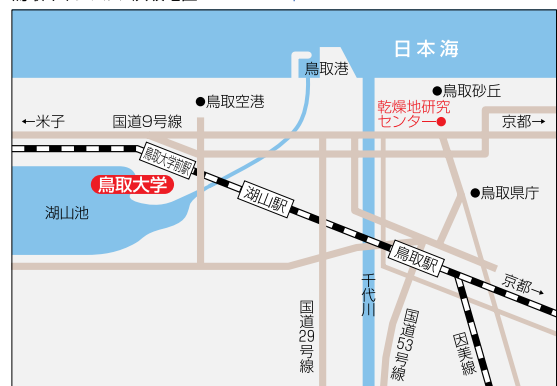 日本海
鳥取港
●鳥取砂丘
●鳥取空港
乾燥地研究
センター●
←米子
国道9号線
京都→
鳥取大学前駅
鳥取大学
湖山池
湖山駅
●鳥取県庁
鳥取駅
京都→
千代川
国道29号線
国道53号線
因美線